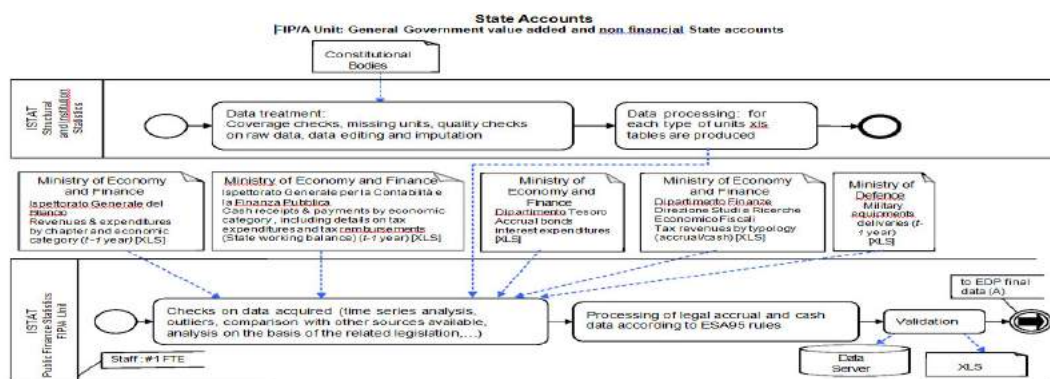 State Accounts
FIP/A Unit: General Government value added and non financial State accounts
Constitutional
Bodies
ISTAT
Structural
and Institution
Statistics
Data treatment:
Coverage checks, missing units, quality checks
on raw data, data editing and imputation
Data processing: for
each type of units xls
tables are produced
Ministry of Economy
and Finance
Ispettorato Generale del
Bilancio
Revenues & expenditures
by chapter and economic
category (t-1 year) [XLS]
Ministry of Economy and Finance
Ispettorato Generale per la Contabilità e
la Finanza Pubblica
Cash receipts & payments by economic
category , including details on tax
expenditures and tax reimbursements
(State working balance) (t-1 year) [XLS]
Ministry of
Economy and
Finance
Dipartimento Tesoro
Accrual bonds
interest expenditures
[XLS]
Ministry of Economy
and Finance
Dipartimento Finanze
Direzione Studi e Ricerche
Economico Fiscali
Tax revenues by typology
(accrual/cash) [XLS]
Ministry of
Defence
Military
equipments
deliveries (t-
1 year)
[XLS]
ISTAT
Public Finance Statistics
FIP/A Unit
Checks on data acquired (time series analysis,
outliers, comparison with other sources available,
analysis on the basis of the related legislation,...)
Processing of legal accrual and cash
data according to ESA95 rules
Validation
to EDP final
data (A)
Staff : #1 FTE
Data
Server
XLS